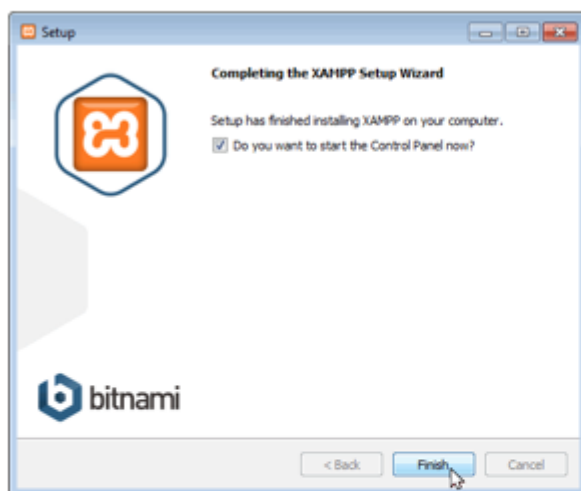 Setup
Completing the XAMPP Setup Wizard
Setup has finished installing XAMPP on your computer.
Do you want to start the Control Panel now?
bitnami
< Back Finish Cancel